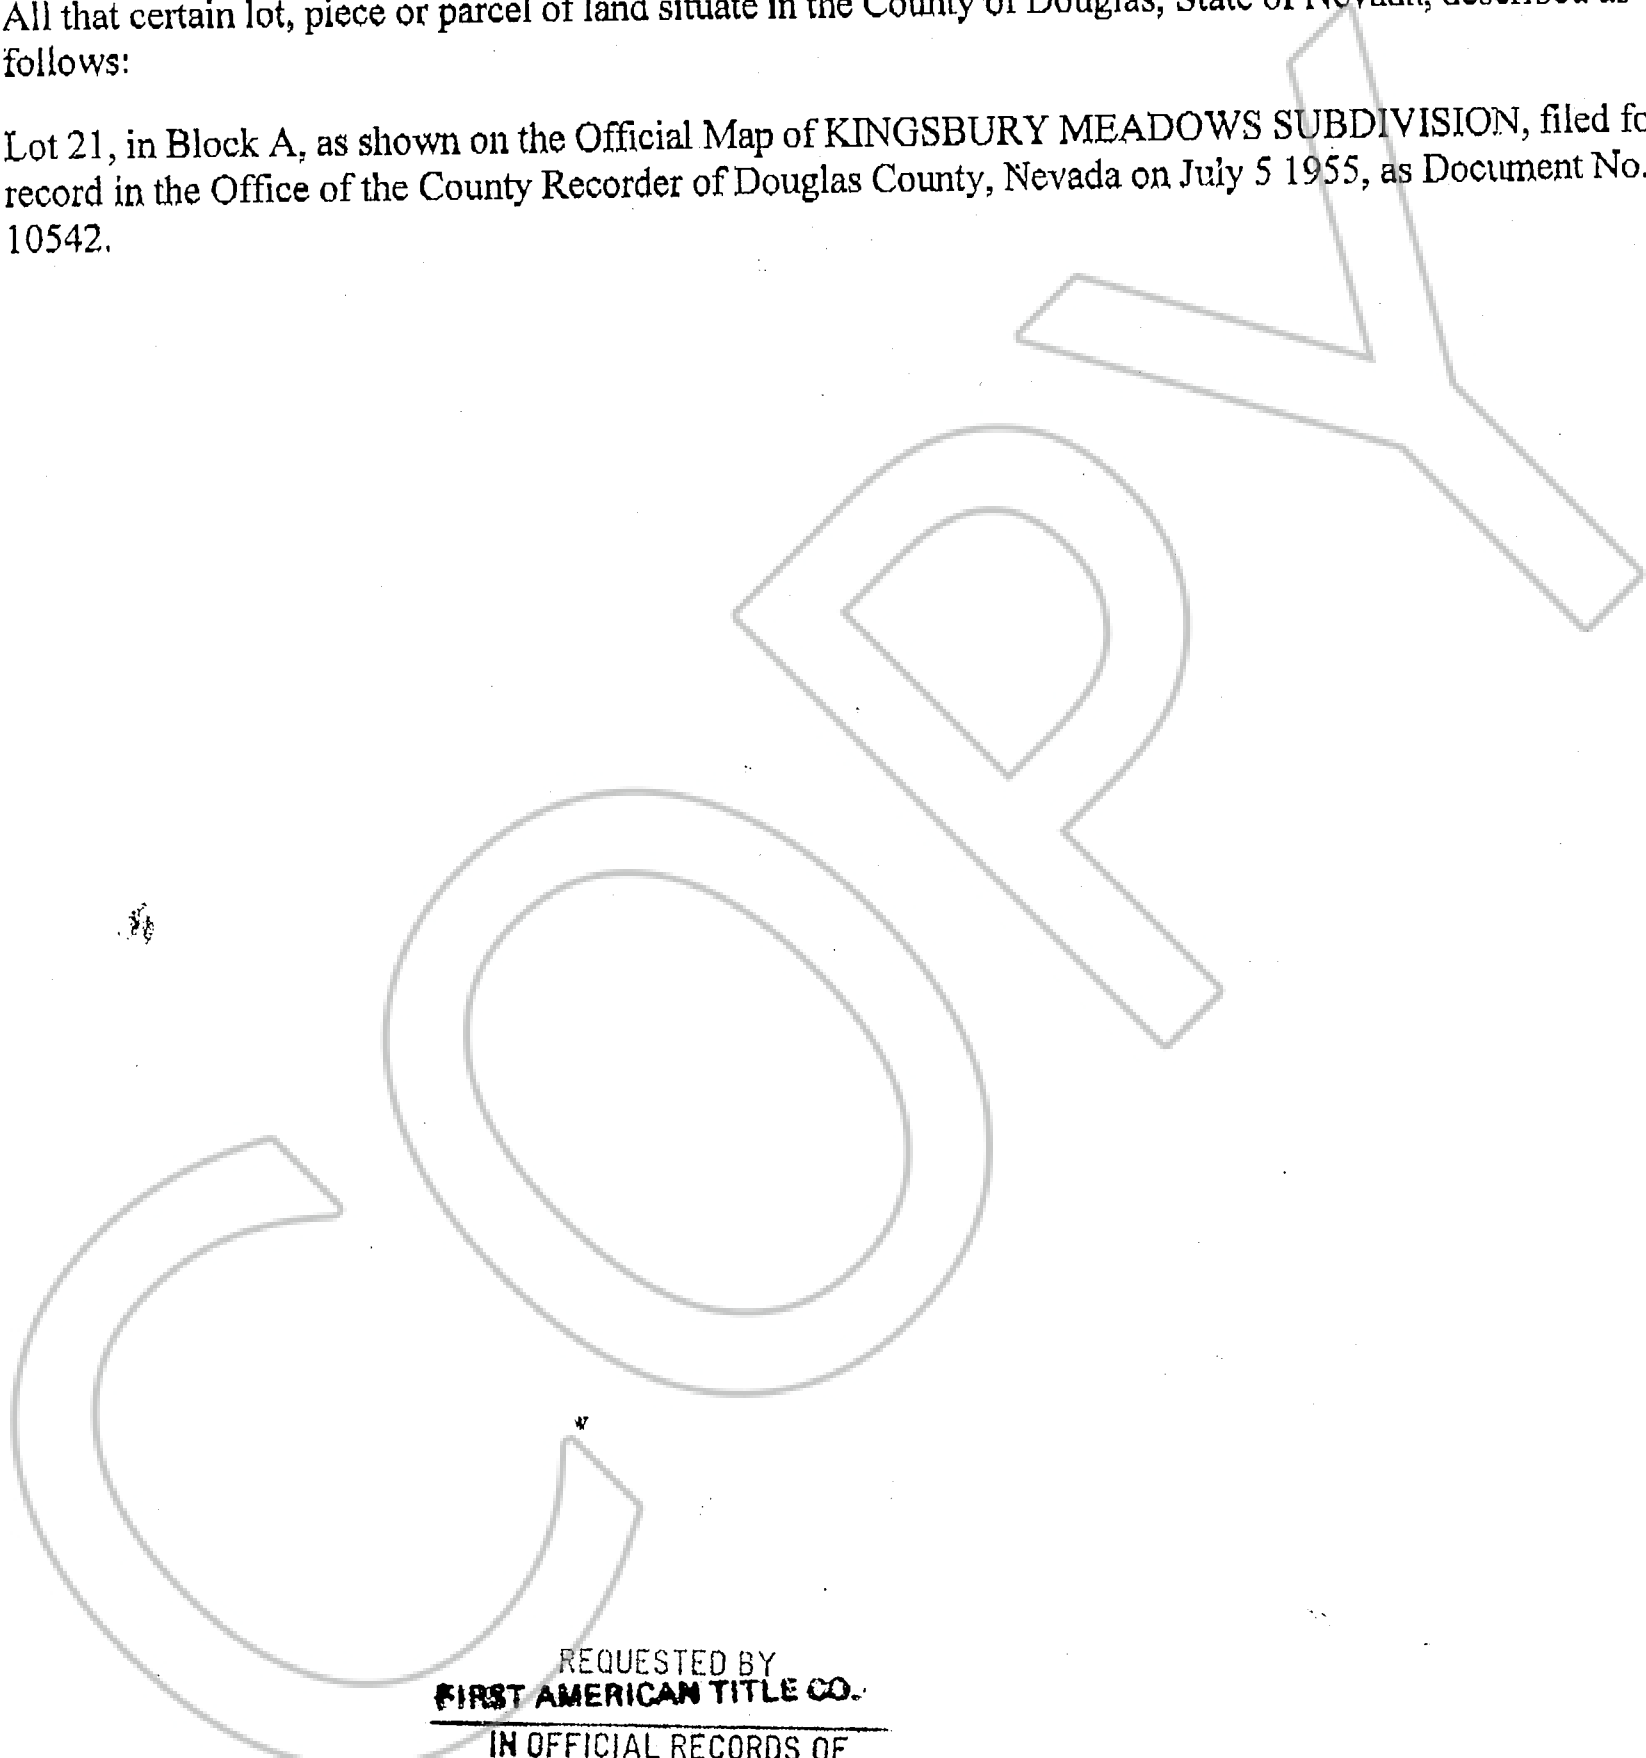 All that certain lot, piece or parcel of land situate in the County of Douglas, State of Nevada, described as
follows:
Lot 21, in Block A, as shown on the Official Map of KINGSBURY MEADOWS SUBDIVISION, filed fo
record in the Office of the County Recorder of Douglas County, Nevada on July 5 1955, as Document No.
10542.
COPY
REQUESTED BY
FIRST AMERICAN TITLE CO.
IN OFFICIAL RECORDS OF